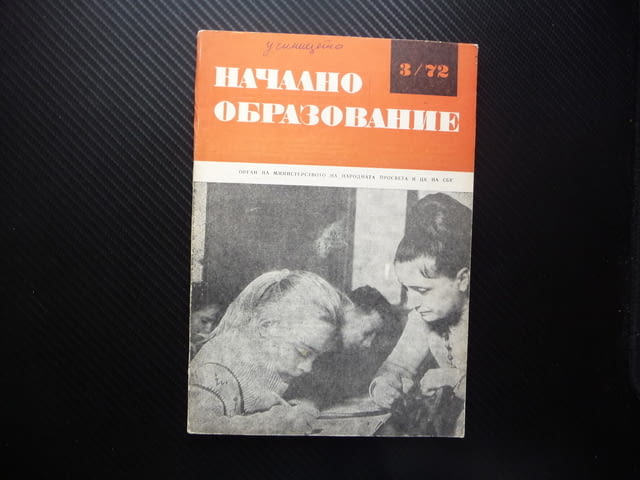 училището
3/72
НАЧАЛНО
ОБРАЗОВАНИЕ
ОРГАН НА МИНИСТЕРСТВОТО НА НАРОДНАТА ПРОСВЕТА И ЦК НА СБУ